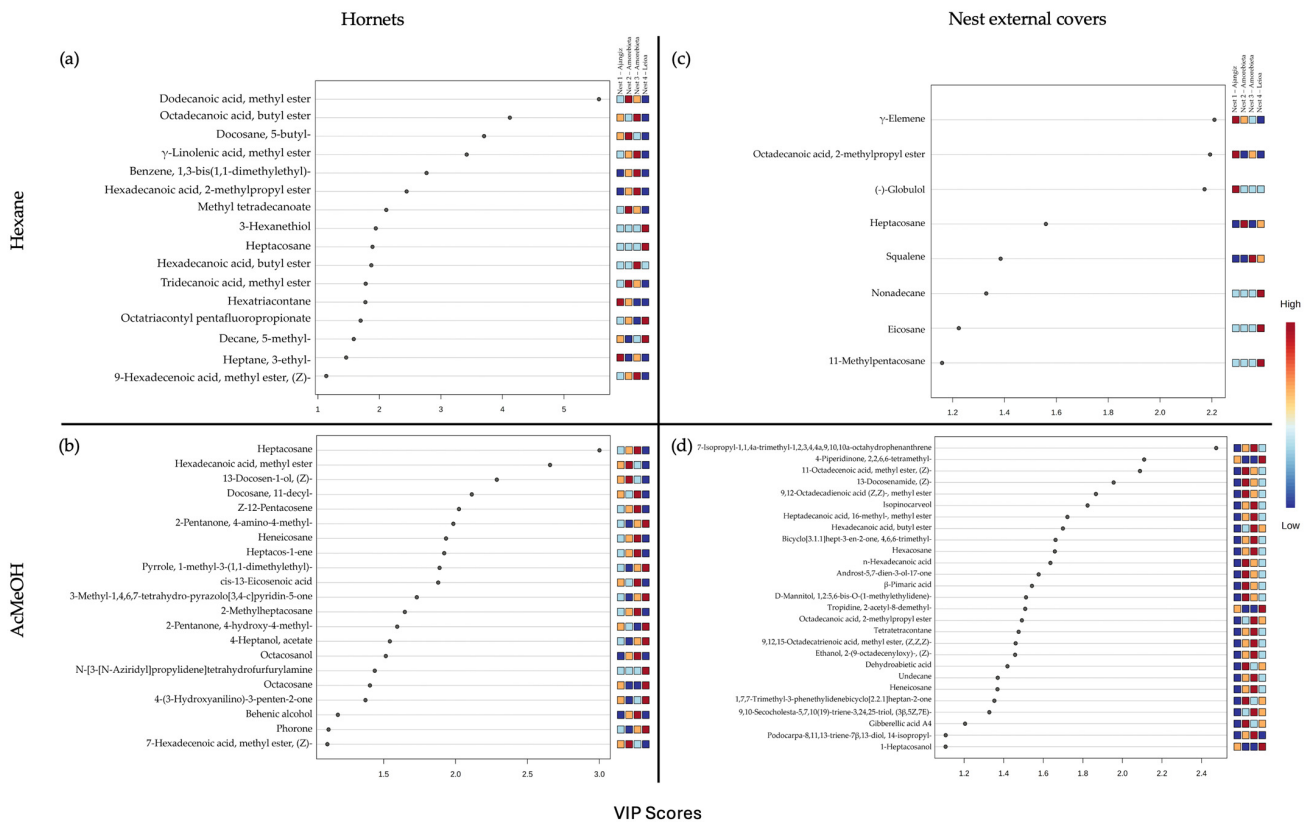 Hornets
Nest external covers
Hexane
AcMeOH
(a)
Nest 1 – Ajangiz
Nest 2 – Amorebieta
Nest 3 – Amorebieta
Nest 4 – Leioa
Dodecanoic acid, methyl ester
Octadecanoic acid, butyl ester
Docosane, 5-butyl-
γ-Linolenic acid, methyl ester
Benzene, 1,3-bis(1,1-dimethylethyl)-
Hexadecanoic acid, 2-methylpropyl ester
Methyl tetradecanoate
3-Hexanethiol
Heptacosane
Hexadecanoic acid, butyl ester
Tridecanoic acid, methyl ester
Hexatriacontane
Octatriacontyl pentafluoropropionate
Decane, 5-methyl-
Heptane, 3-ethyl-
9-Hexadecenoic acid, methyl ester, (Z)-
1 2 3 4 5
(c)
Nest 1 – Ajangiz
Nest 2 – Amorebieta
Nest 3 – Amorebieta
Nest 4 – Leioa
γ-Elemene
Octadecanoic acid, 2-methylpropyl ester
(-)-Globulol
Heptacosane
Squalene
Nonadecane
Eicosane
11-Methylpentacosane
1.2 1.4 1.6 1.8 2.0 2.2
High
Low
(b)
Heptacosane
Hexadecanoic acid, methyl ester
13-Docosen-1-ol, (Z)-
Docosane, 11-decyl-
Z-12-Pentacosene
2-Pentanone, 4-amino-4-methyl-
Heneicosane
Heptacos-1-ene
Pyrrole, 1-methyl-3-(1,1-dimethylethyl)-
cis-13-Eicosenoic acid
3-Methyl-1,4,6,7-tetrahydro-pyrazolo[3,4-c]pyridin-5-one
2-Methylheptacosane
2-Pentanone, 4-hydroxy-4-methyl-
4-Heptanol, acetate
Octacosanol
N-[3-[N-Aziridyl]propylidene]tetrahydrofurfurylamine
Octacosane
4-(3-Hydroxyanilino)-3-penten-2-one
Behenic alcohol
Phorone
7-Hexadecenoic acid, methyl ester, (Z)-
1.5 2.0 2.5 3.0
(d)
7-Isopropyl-1,1,4a-trimethyl-1,2,3,4,4a,9,10,10a-octahydrophenanthrene
4-Piperidinone, 2,2,6,6-tetramethyl-
11-Octadecenoic acid, methyl ester, (Z)-
13-Docosenamide, (Z)-
9,12-Octadecadienoic acid (Z,Z)-, methyl ester
Isopinocarveol
Heptadecanoic acid, 16-methyl-, methyl ester
Hexadecanoic acid, butyl ester
Bicyclo[3.1.1]hept-3-en-2-one, 4,6,6-trimethyl-
Hexacosane
n-Hexadecanoic acid
Androst-5,7-dien-3-ol-17-one
β-Pimaric acid
D-Mannitol, 1,2:5,6-bis-O-(1-methylethylidene)-
Tropidine, 2-acetyl-8-demethyl-
Octadecanoic acid, 2-methylpropyl ester
Tetratetracontane
9,12,15-Octadecatrienoic acid, methyl ester, (Z,Z,Z)-
Ethanol, 2-(9-octadecenyloxy)-, (Z)-
Dehydroabietic acid
Undecane
Heneicosane
1,7,7-Trimethyl-3-phenethylidenebicyclo[2.2.1]heptan-2-one
9,10-Secocholesta-5,7,10(19)-triene-3,24,25-triol, (3β,5Z,7E)-
Gibberellic acid A4
Podocarpa-8,11,13-triene-7β,13-diol, 14-isopropyl-
1-Heptacosanol
1.2 1.4 1.6 1.8 2.0 2.2 2.4
VIP Scores